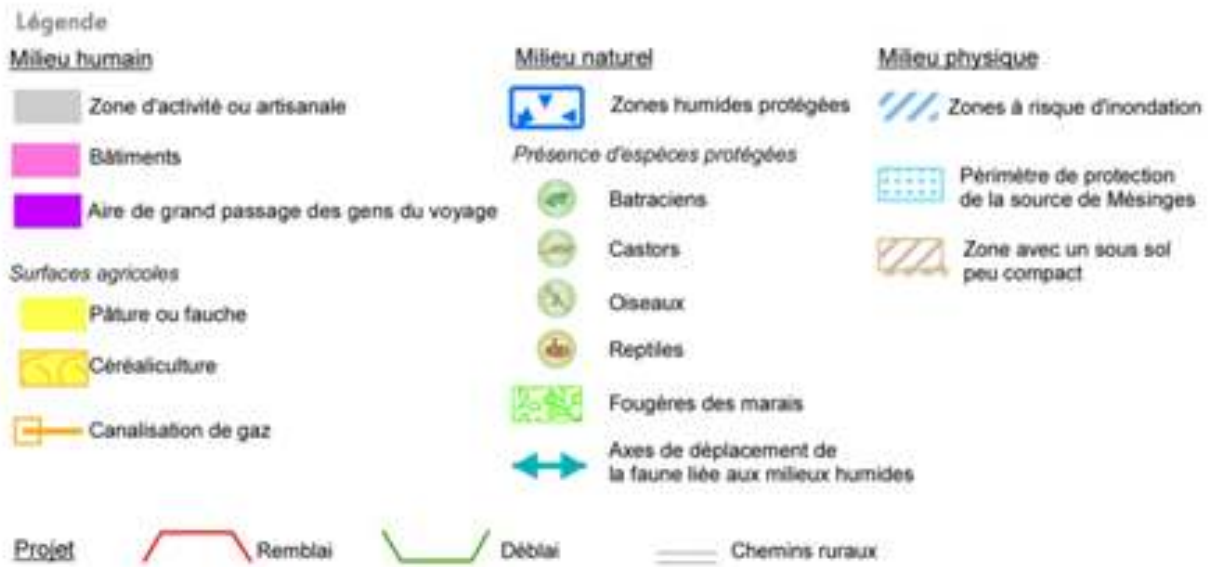 Légende
Milieu humain
Zone d'activité ou artisanale
Bâtiments
Aire de grand passage des gens du voyage
Surfaces agricoles
Pâture ou fauche
Céréaliculture
Canalisation de gaz
Milieu naturel
Zones humides protégées
Présence d'espèces protégées
Batraciens
Castors
Oiseaux
Reptiles
Fougères des marais
Axes de déplacement de
la faune liée aux milieux humides
Milieu physique
Zones à risque d'inondation
Périmètre de protection
de la source de Mésinges
Zone avec un sous sol
peu compact
Projet
Remblai
Déblai
Chemins ruraux